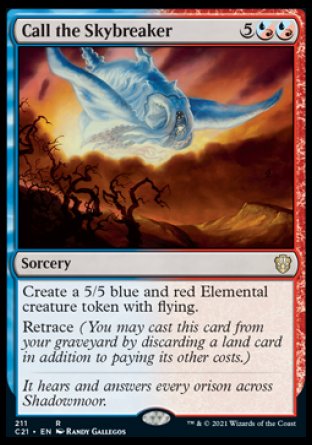 Call the Skybreaker 5
Sorcery
Create a 5/5 blue and red Elemental
creature token with flying.
Retrace (You may cast this card from
your graveyard by discarding a land card
in addition to paying its other costs.)
It hears and answers every orison across
Shadowmoor.
211 R
C21 • EN RANDY GALLEGOS
™ & © 2021 Wizards of the Coast